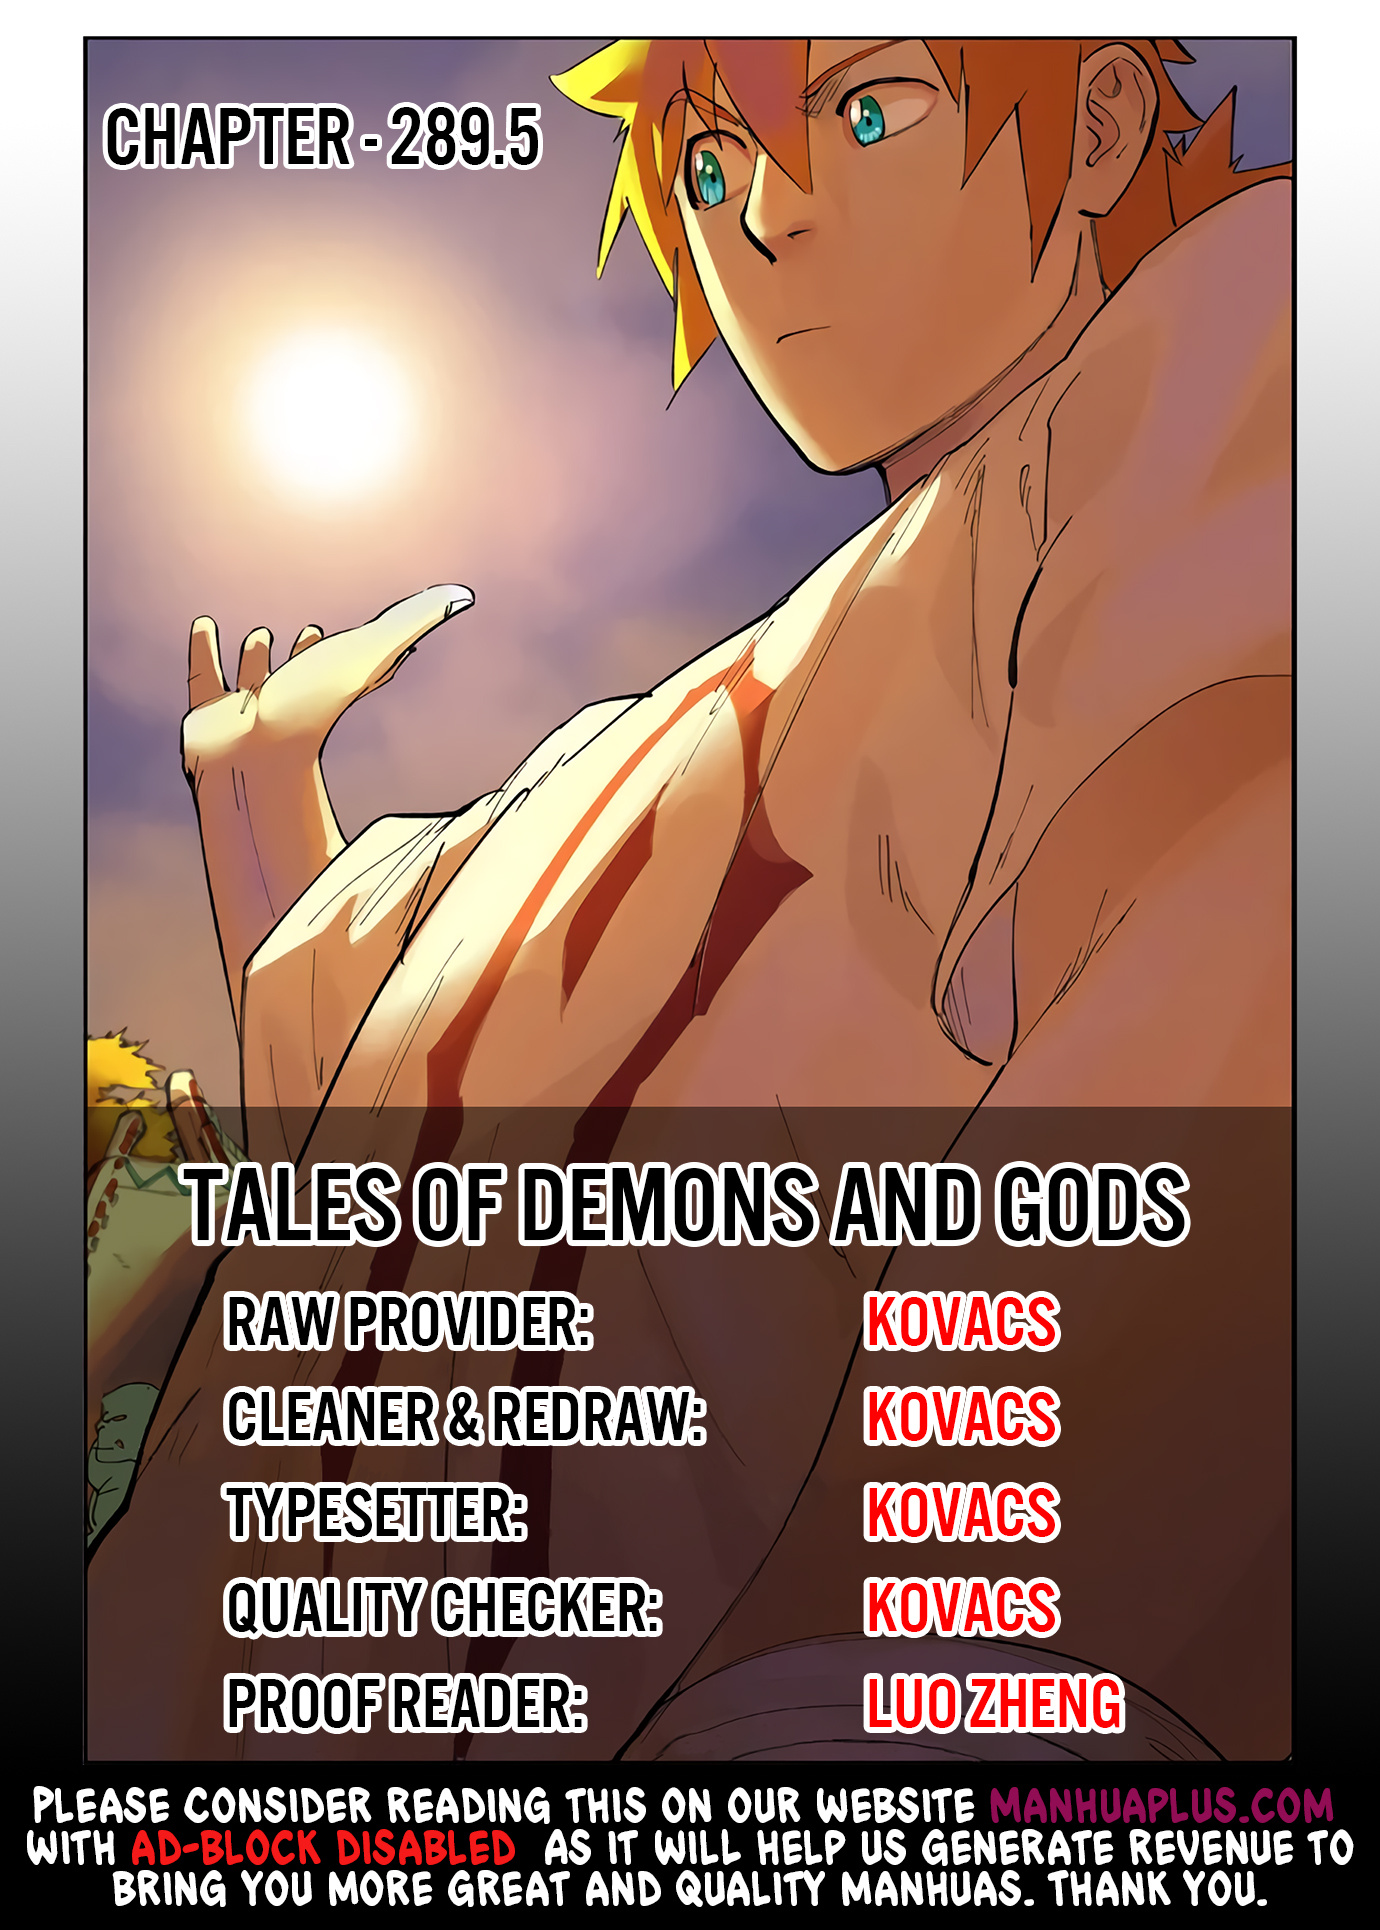 CHAPTER - 289.5
TALES OF DEMONS AND GODS
RAW PROVIDER: KOVACS
CLEANER & REDRAW: KOVACS
TYPESETTER: KOVACS
QUALITY CHECKER: KOVACS
PROOF READER: LUO ZHENG
PLEASE CONSIDER READING THIS ON OUR WEBSITE MANHUAPLUS.COM
WITH AD-BLOCK DISABLED AS IT WILL HELP US GENERATE REVENUE TO
BRING YOU MORE GREAT AND QUALITY MANHUAS. THANK YOU.